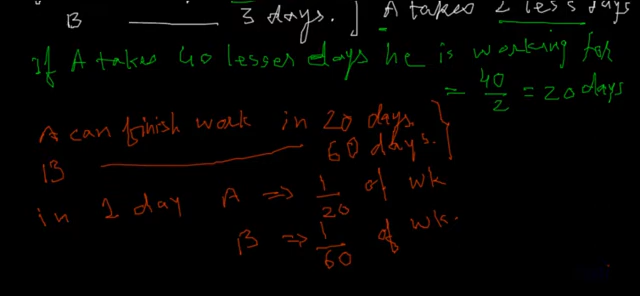 B ——— 3 days. ] A takes 2 less days
If A takes 40 lesser days he is working for
= 40/2 = 20 days
A can finish work in 20 days
B ——— 60 days. }
in 1 day A => 1/20 of wk
B => 1/60 of wk.